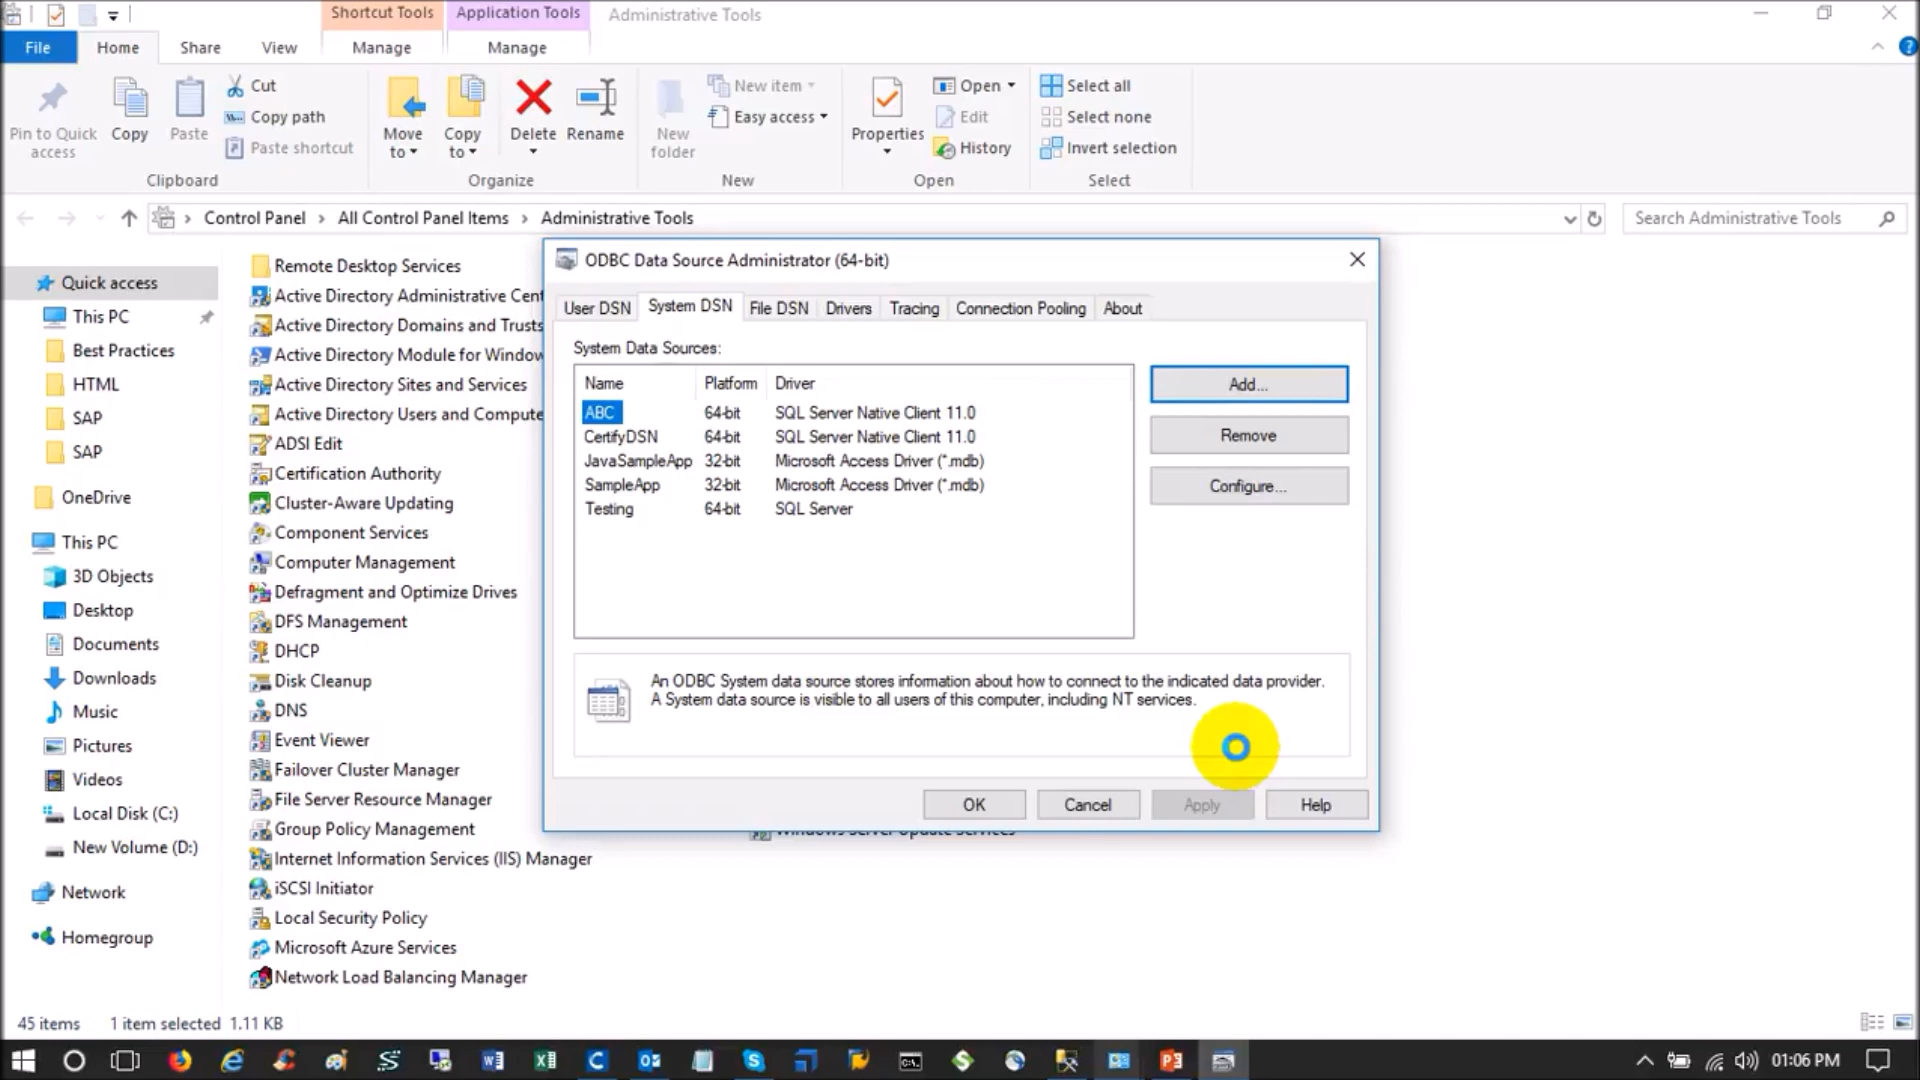 Shortcut Tools
Application Tools
Administrative Tools
File
Home
Share
View
Manage
Manage
Pin to Quick access
Copy
Paste
Cut
Copy path
Paste shortcut
Clipboard
Move to
Copy to
Delete
Rename
Organize
New folder
New item
Easy access
New
Properties
Open
Edit
History
Open
Select all
Select none
Invert selection
Select
Control Panel
All Control Panel Items
Administrative Tools
Search Administrative Tools
Quick access
This PC
Best Practices
HTML
SAP
SAP
OneDrive
This PC
3D Objects
Desktop
Documents
Downloads
Music
Pictures
Videos
Local Disk (C:)
New Volume (D:)
Network
Homegroup
Remote Desktop Services
Active Directory Administrative Cent
Active Directory Domains and Trusts
Active Directory Module for Window
Active Directory Sites and Services
Active Directory Users and Compute
ADSI Edit
Certification Authority
Cluster-Aware Updating
Component Services
Computer Management
Defragment and Optimize Drives
DFS Management
DHCP
Disk Cleanup
DNS
Event Viewer
Failover Cluster Manager
File Server Resource Manager
Group Policy Management
Internet Information Services (IIS) Manager
iSCSI Initiator
Local Security Policy
Microsoft Azure Services
Network Load Balancing Manager
Windows Server Update Services
ODBC Data Source Administrator (64-bit)
User DSN
System DSN
File DSN
Drivers
Tracing
Connection Pooling
About
System Data Sources:
Name Platform Driver
ABC 64-bit SQL Server Native Client 11.0
CertifyDSN 64-bit SQL Server Native Client 11.0
JavaSampleApp 32-bit Microsoft Access Driver (*.mdb)
SampleApp 32-bit Microsoft Access Driver (*.mdb)
Testing 64-bit SQL Server
Add...
Remove
Configure...
An ODBC System data source stores information about how to connect to the indicated data provider.
A System data source is visible to all users of this computer, including NT services.
OK
Cancel
Apply
Help
45 items
1 item selected 1.11 KB
01:06 PM